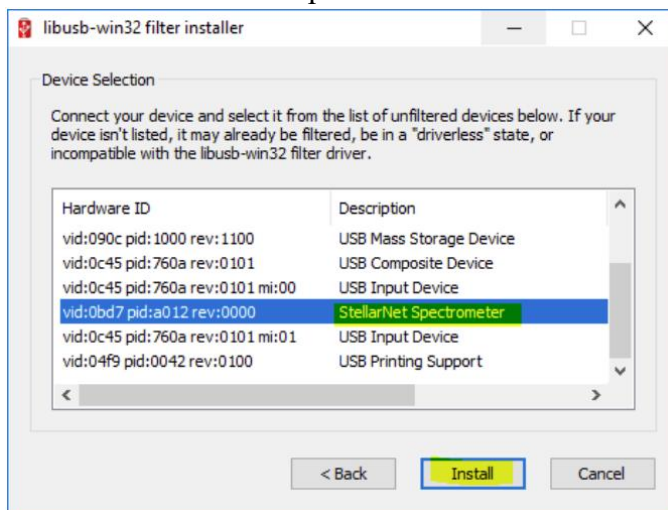 libusb-win32 filter installer
Device Selection
Connect your device and select it from the list of unfiltered devices below. If your
device isn't listed, it may already be filtered, be in a "driverless" state, or
incompatible with the libusb-win32 filter driver.
Hardware ID Description
vid:090c pid:1000 rev:1100 USB Mass Storage Device
vid:0c45 pid:760a rev:0101 USB Composite Device
vid:0c45 pid:760a rev:0101 mi:00 USB Input Device
vid:0bd7 pid:a012 rev:0000 StellarNet Spectrometer
vid:0c45 pid:760a rev:0101 mi:01 USB Input Device
vid:04f9 pid:0042 rev:0100 USB Printing Support
< Back Install Cancel